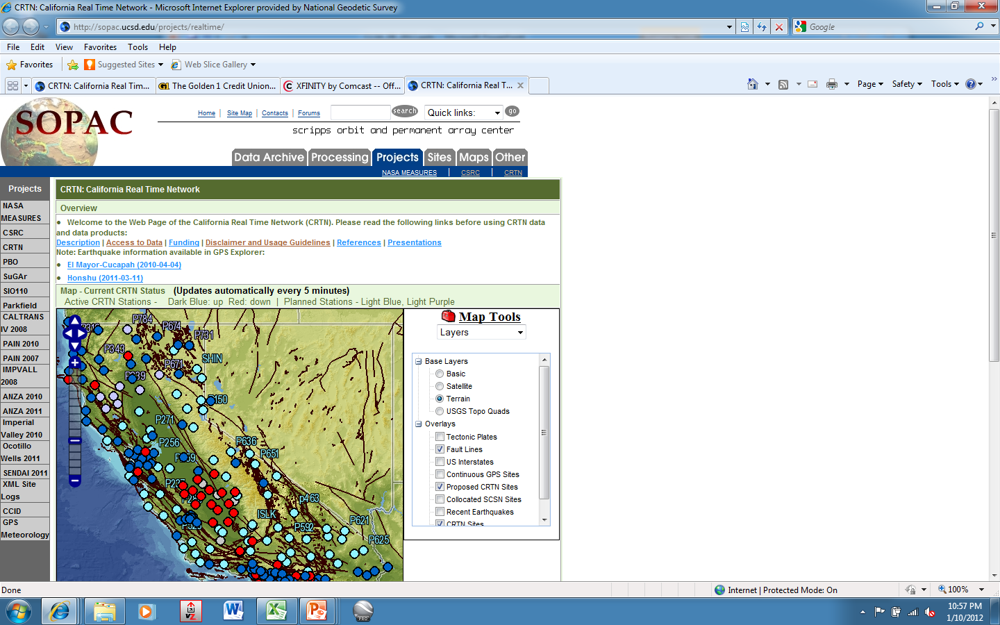 CRTN: California Real Time Network - Microsoft Internet Explorer provided by National Geodetic Survey
http://sopac.ucsd.edu/projects/realtime/
Google
File Edit View Favorites Tools Help
Favorites Suggested Sites Web Slice Gallery
CRTN: California Real Tim... The Golden 1 Credit Union... XFINITY by Comcast -- Off... CRTN: California Real T... Page Safety Tools
SOPAC
Home | Site Map | Contacts | Forums search Quick links: go
scripps orbit and permanent array center
Data Archive Processing Projects Sites Maps Other
NASA MEASURES | CSRC | CRTN
Projects
NASA
MEASURES
CSRC
CRTN
PBO
SuGAr
SIO110
Parkfield
CALTRANS
IV 2008
PAIN 2010
PAIN 2007
IMPVALL
2008
ANZA 2010
ANZA 2011
Imperial
Valley 2010
Ocotillo
Wells 2011
SENDAI 2011
XML Site
Logs
CCID
GPS
Meteorology
CRTN: California Real Time Network
Overview
● Welcome to the Web Page of the California Real Time Network (CRTN). Please read the following links before using CRTN data
and data products:
Description | Access to Data | Funding | Disclaimer and Usage Guidelines | References | Presentations
Note: Earthquake information available in GPS Explorer:
● El Mayor-Cucapah (2010-04-04)
● Honshu (2011-03-11)
Map - Current CRTN Status (Updates automatically every 5 minutes)
Active CRTN Stations - Dark Blue: up Red: down | Planned Stations - Light Blue, Light Purple
P784
P674
P731
P343
SHIN
P671
P150
P271
P256
P636
P651
p463
ISLK
P592
P621
P625
Map Tools
Layers
Base Layers
Basic
Satellite
Terrain
USGS Topo Quads
Overlays
Tectonic Plates
Fault Lines
US Interstates
Continuous GPS Sites
Proposed CRTN Sites
Collocated SCSN Sites
Recent Earthquakes
CRTN Sites
Done Internet | Protected Mode: On 100%
PRO
10:57 PM
1/10/2012